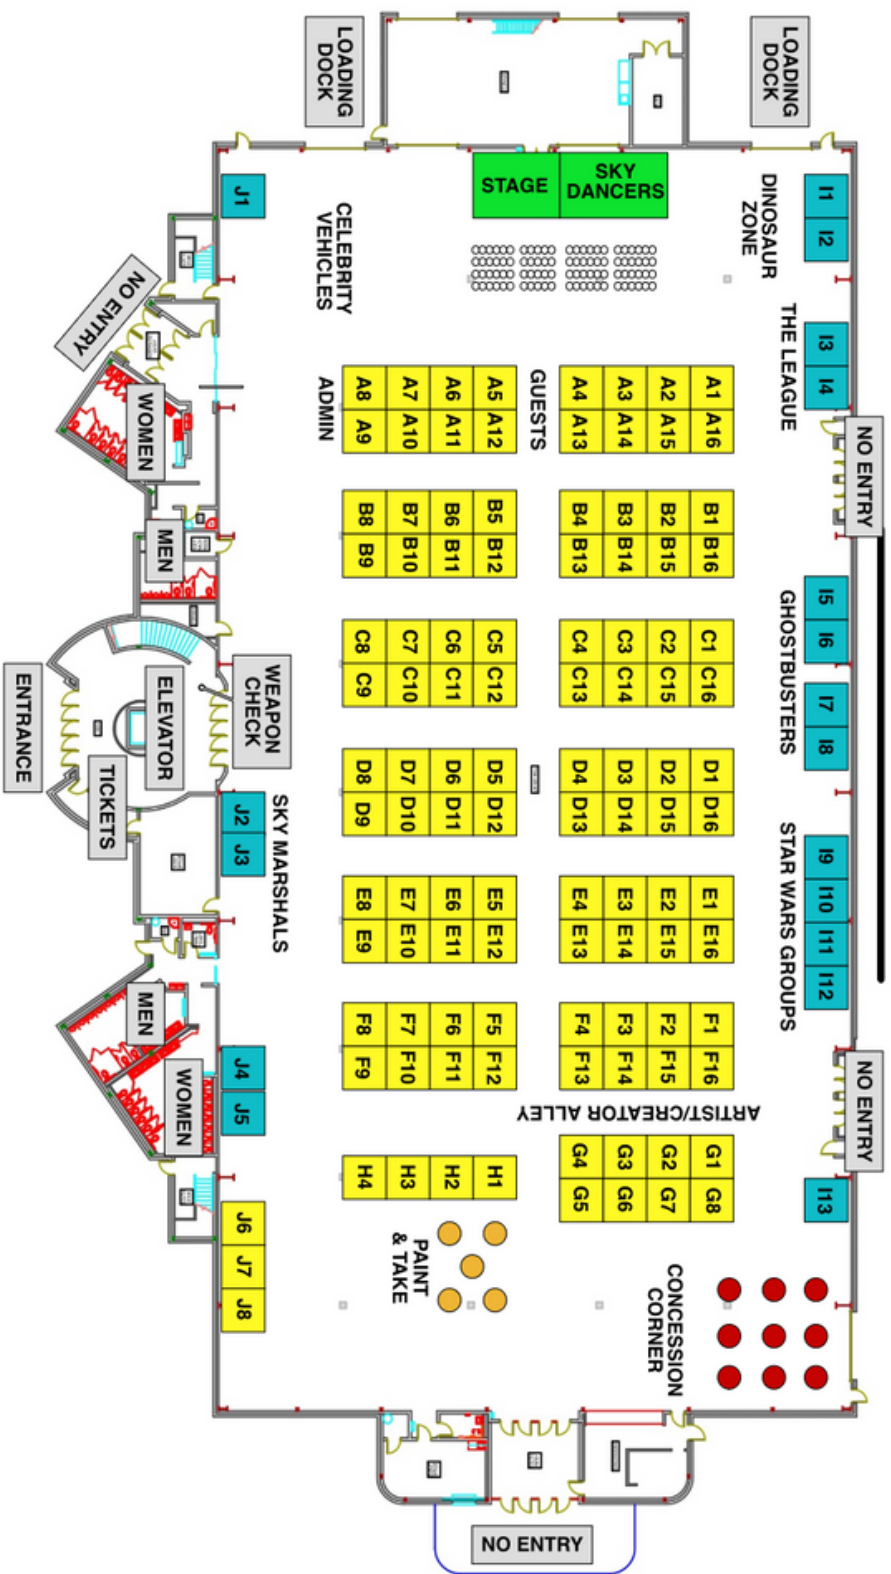 LOADING
DOCK
LOADING
DOCK
STAGE
SKY
DANCERS
J1
I1
I2
DINOSAUR
ZONE
CELEBRITY
VEHICLES
NO ENTRY
THE LEAGUE
I3
I4
ADMIN
GUESTS
A8
A7
A6
A5
A4
A3
A2
A1
A9
A10
A11
A12
A13
A14
A15
A16
WOMEN
NO ENTRY
B8
B7
B6
B5
B4
B3
B2
B1
B9
B10
B11
B12
B13
B14
B15
B16
MEN
GHOSTBUSTERS
I5
I6
C8
C7
C6
C5
C4
C3
C2
C1
C9
C10
C11
C12
C13
C14
C15
C16
I7
I8
ENTRANCE
ELEVATOR
WEAPON
CHECK
TICKETS
D8
D7
D6
D5
D4
D3
D2
D1
D9
D10
D11
D12
D13
D14
D15
D16
J2
J3
SKY MARSHALS
STAR WARS GROUPS
I9
I10
I11
I12
E8
E7
E6
E5
E4
E3
E2
E1
E9
E10
E11
E12
E13
E14
E15
E16
MEN
F8
F7
F6
F5
F4
F3
F2
F1
F9
F10
F11
F12
F13
F14
F15
F16
WOMEN
J4
J5
NO ENTRY
ARTIST/CREATOR ALLEY
G4
G3
G2
G1
G5
G6
G7
G8
H4
H3
H2
H1
I13
J6
J7
J8
PAINT
& TAKE
CONCESSION
CORNER
NO ENTRY